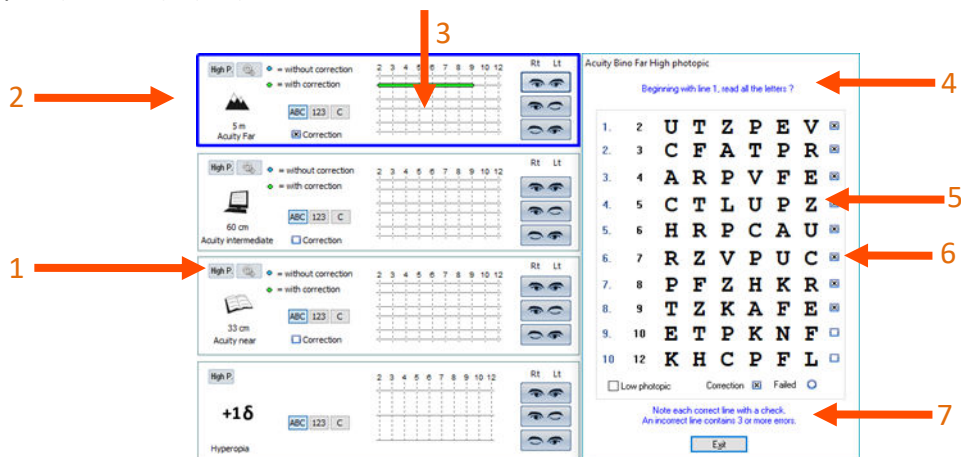 3
2
1
High P.
= without correction
= with correction
2 3 4 5 6 7 8 9 10 12
Rt Lt
ABC 123 C
5 m
Acuity Far
Correction
High P.
= without correction
= with correction
2 3 4 5 6 7 8 9 10 12
Rt Lt
ABC 123 C
60 cm
Acuity intermediate
Correction
High P.
= without correction
= with correction
2 3 4 5 6 7 8 9 10 12
Rt Lt
ABC 123 C
33 cm
Acuity near
Correction
High P.
2 3 4 5 6 7 8 9 10 12
Rt Lt
+1δ
ABC 123 C
Hyperopia
Acuity Bino Far High photopic
Beginning with line 1, read all the letters ?
4
1. 2 U T Z P E V
2. 3 C F A T P R
3. 4 A R P V F E
4. 5 C T L U P Z
5
5. 6 H R P C A U
6. 7 R Z V P U C
6
7. 8 P F Z H K R
8. 9 T Z K A F E
9. 10 E T P K N F
10 12 K H C P F L
Low photopic Correction Failed
Note each correct line with a check.
An incorrect line contains 3 or more errors.
7
Exit